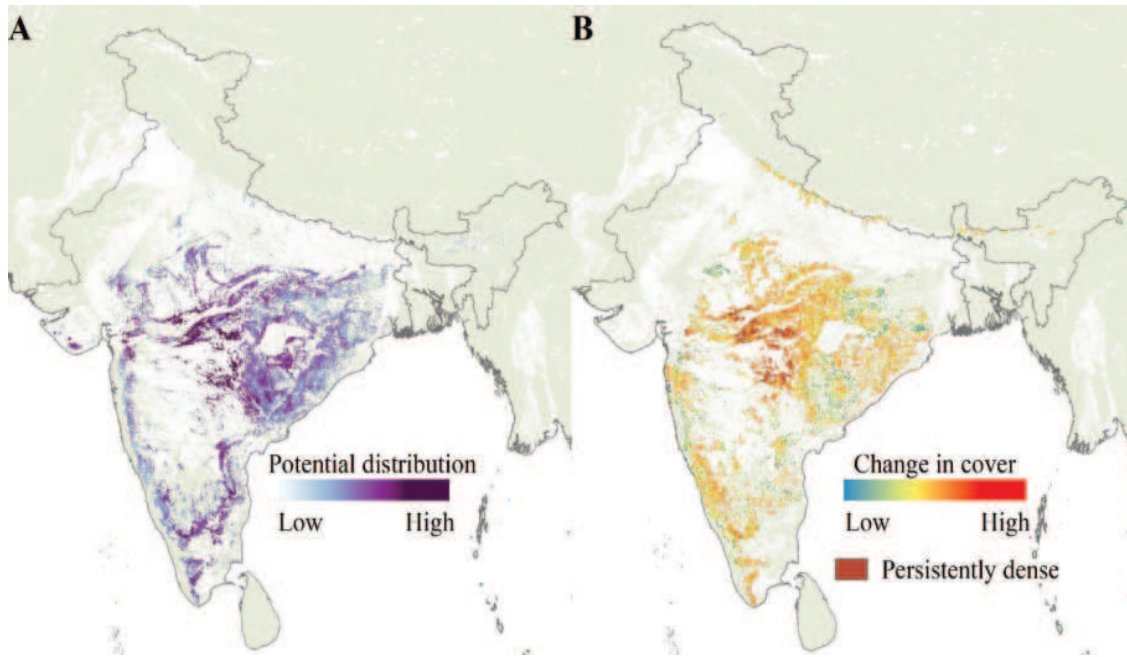 A
B
Potential distribution
Low High
Change in cover
Low High
Persistently dense